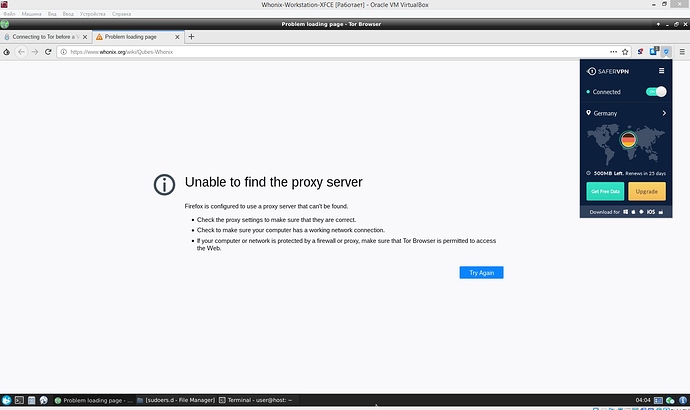 Whonix-Workstation-XFCE [Работает] - Oracle VM VirtualBox
Файл Машина Вид Ввод Устройства Справка
Problem loading page - Tor Browser
Connecting to Tor before a V
Problem loading page
https://www.whonix.org/wiki/Qubes-Whonix
SAFERVPN
Connected
Germany
500MB Left. Renews in 25 days
Get Free Data
Upgrade
Download for iOS
Unable to find the proxy server
Firefox is configured to use a proxy server that can't be found.
Check the proxy settings to make sure that they are correct.
Check to make sure your computer has a working network connection.
If your computer or network is protected by a firewall or proxy, make sure that Tor Browser is permitted to access
the Web.
Try Again
Problem loading page - ...
[sudoers.d - File Manager]
Terminal - user@host: ~
04:04